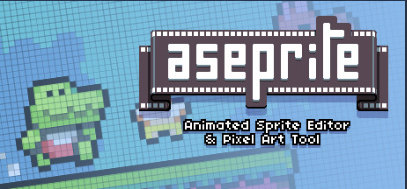 aseprite
Animated Sprite Editor
& Pixel Art Tool